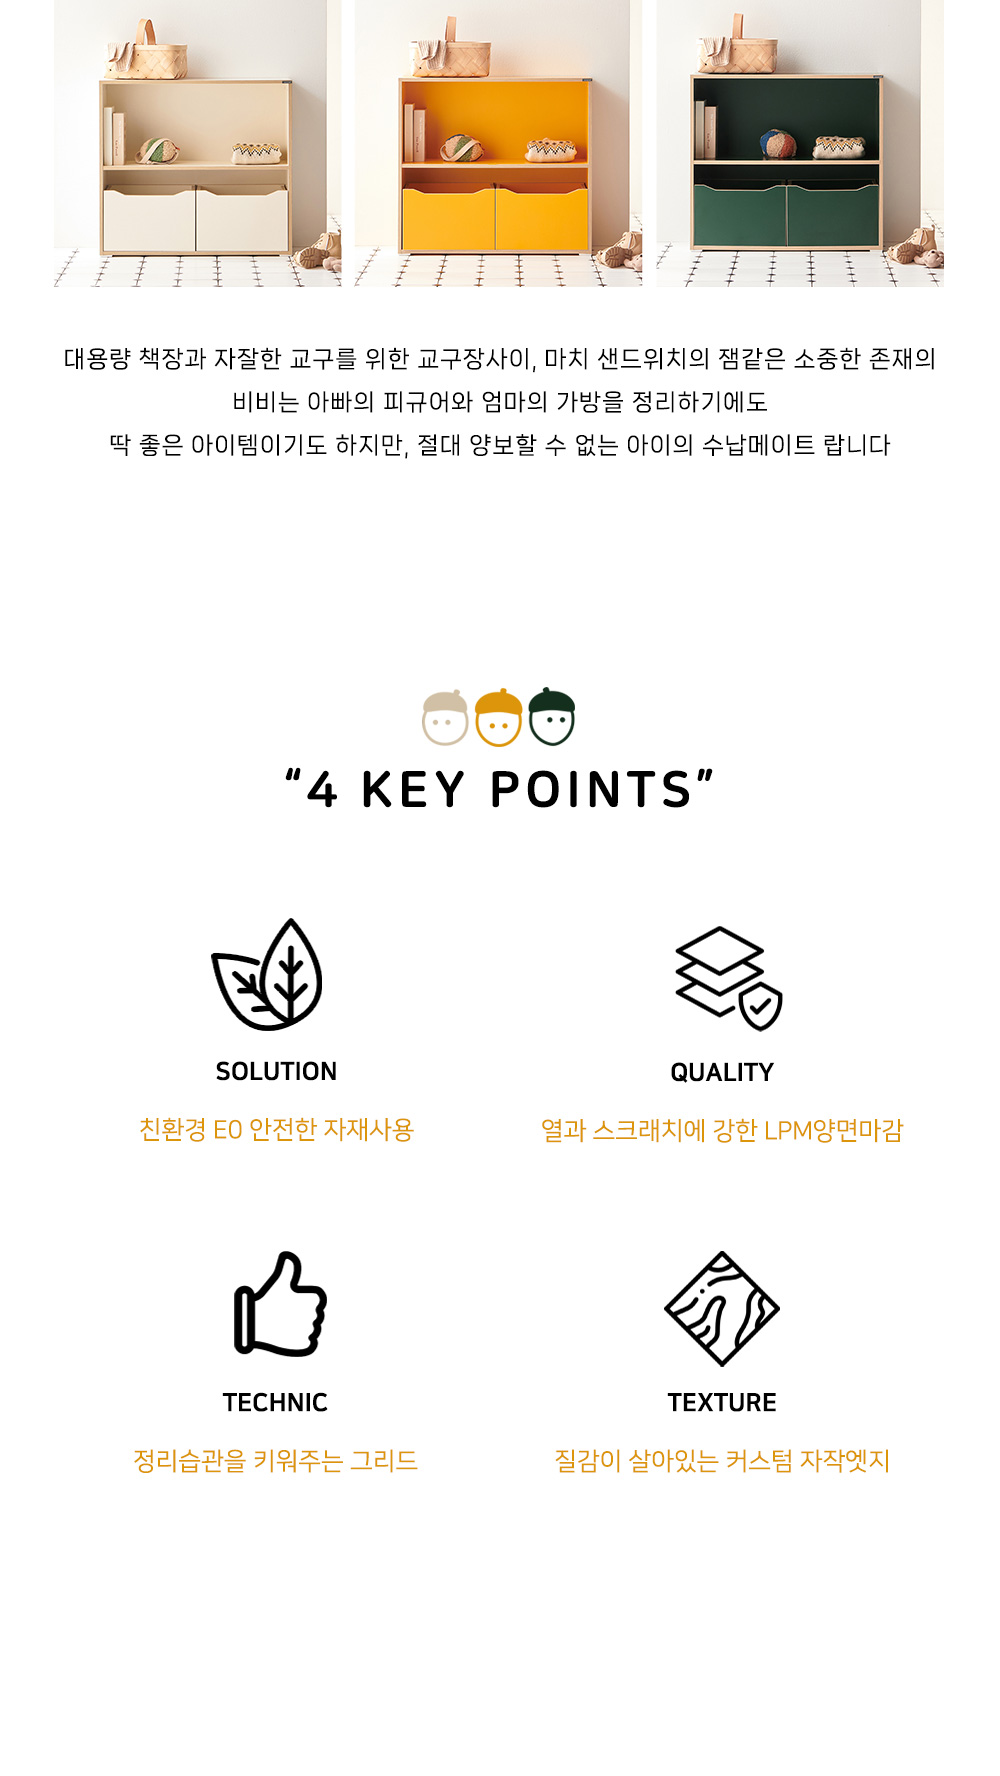 대용량 책장과 자잘한 교구를 위한 교구장사이, 마치 샌드위치의 잼같은 소중한 존재의
비비는 아빠의 피규어와 엄마의 가방을 정리하기에도
딱 좋은 아이템이기도 하지만, 절대 양보할 수 없는 아이의 수납메이트 랍니다
“4 KEY POINTS”
SOLUTION
친환경 E0 안전한 자재사용
QUALITY
열과 스크래치에 강한 LPM양면마감
TECHNIC
정리습관을 키워주는 그리드
TEXTURE
질감이 살아있는 커스텀 자작엣지